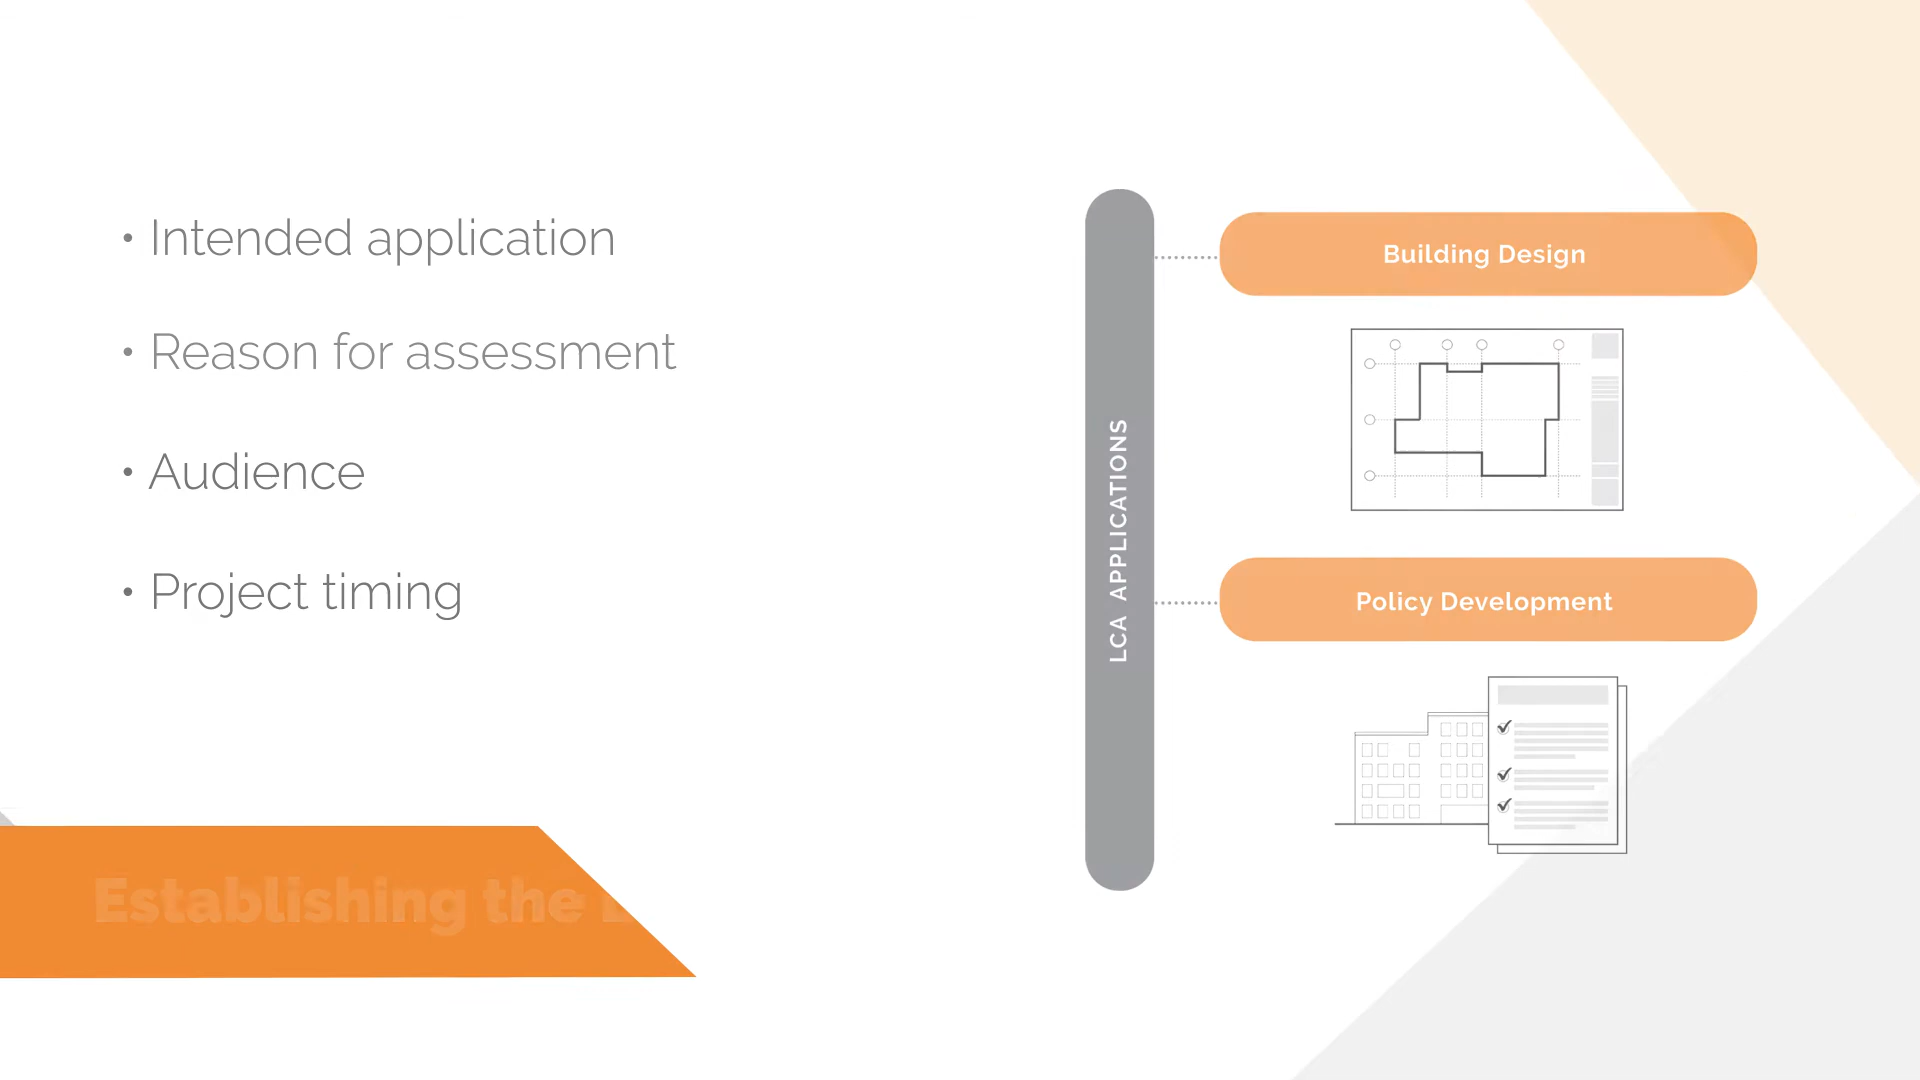 • Intended application
• Reason for assessment
• Audience
• Project timing
Establishing the
LCA APPLICATIONS
Building Design
Policy Development